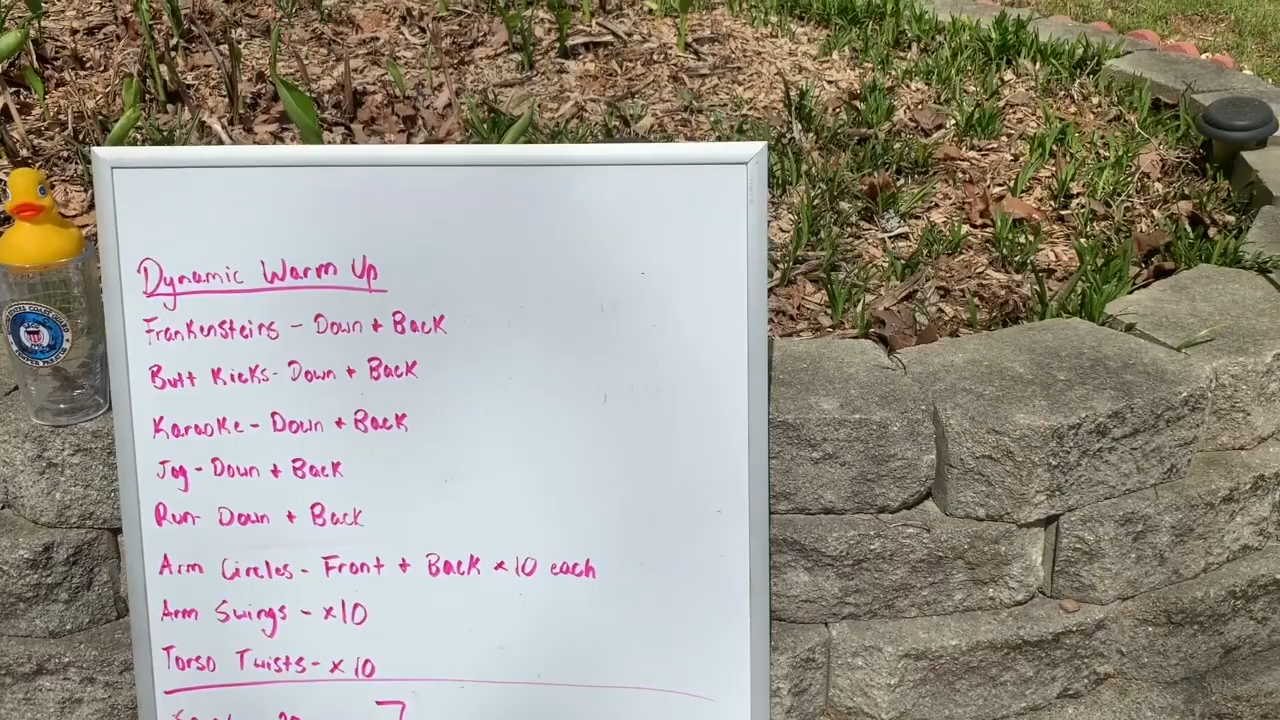 Dynamic Warm Up
Frankensteins - Down + Back
Butt Kicks - Down + Back
Karaoke - Down + Back
Jog - Down + Back
Run - Down + Back
Arm Circles - Front + Back x 10 each
Arm Swings - x10
Torso Twists - x 10